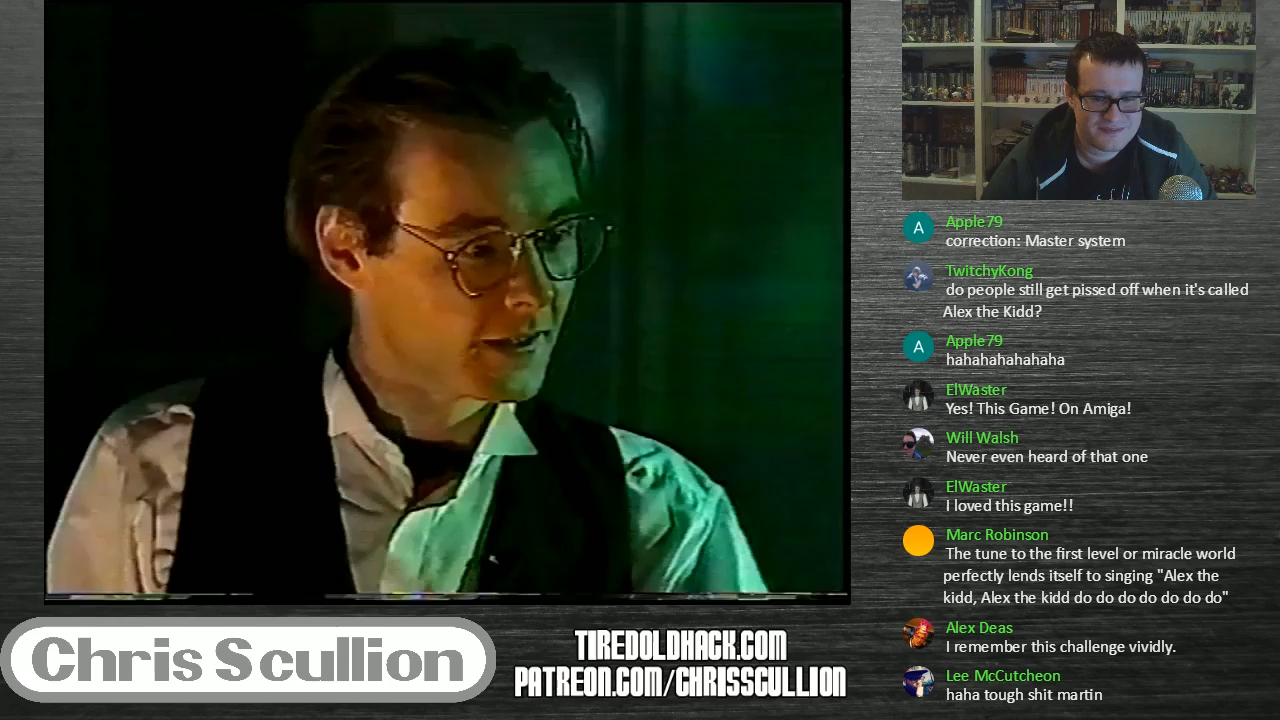 Apple79
correction: Master system
TwitchyKong
do people still get pissed off when it's called
Alex the Kidd?
A
Apple79
hahahahahahaha
ElWaster
Yes! This Game! On Amiga!
Will Walsh
Never even heard of that one
ElWaster
I loved this game!!
Marc Robinson
The tune to the first level or miracle world
perfectly lends itself to singing "Alex the
kidd, Alex the kidd do do do do do do do"
Alex Deas
I remember this challenge vividly.
Lee McCutcheon
haha tough shit martin
Chris Scullion
TIREDOLDHACK.COM
PATREON.COM/CHRISSCULLION